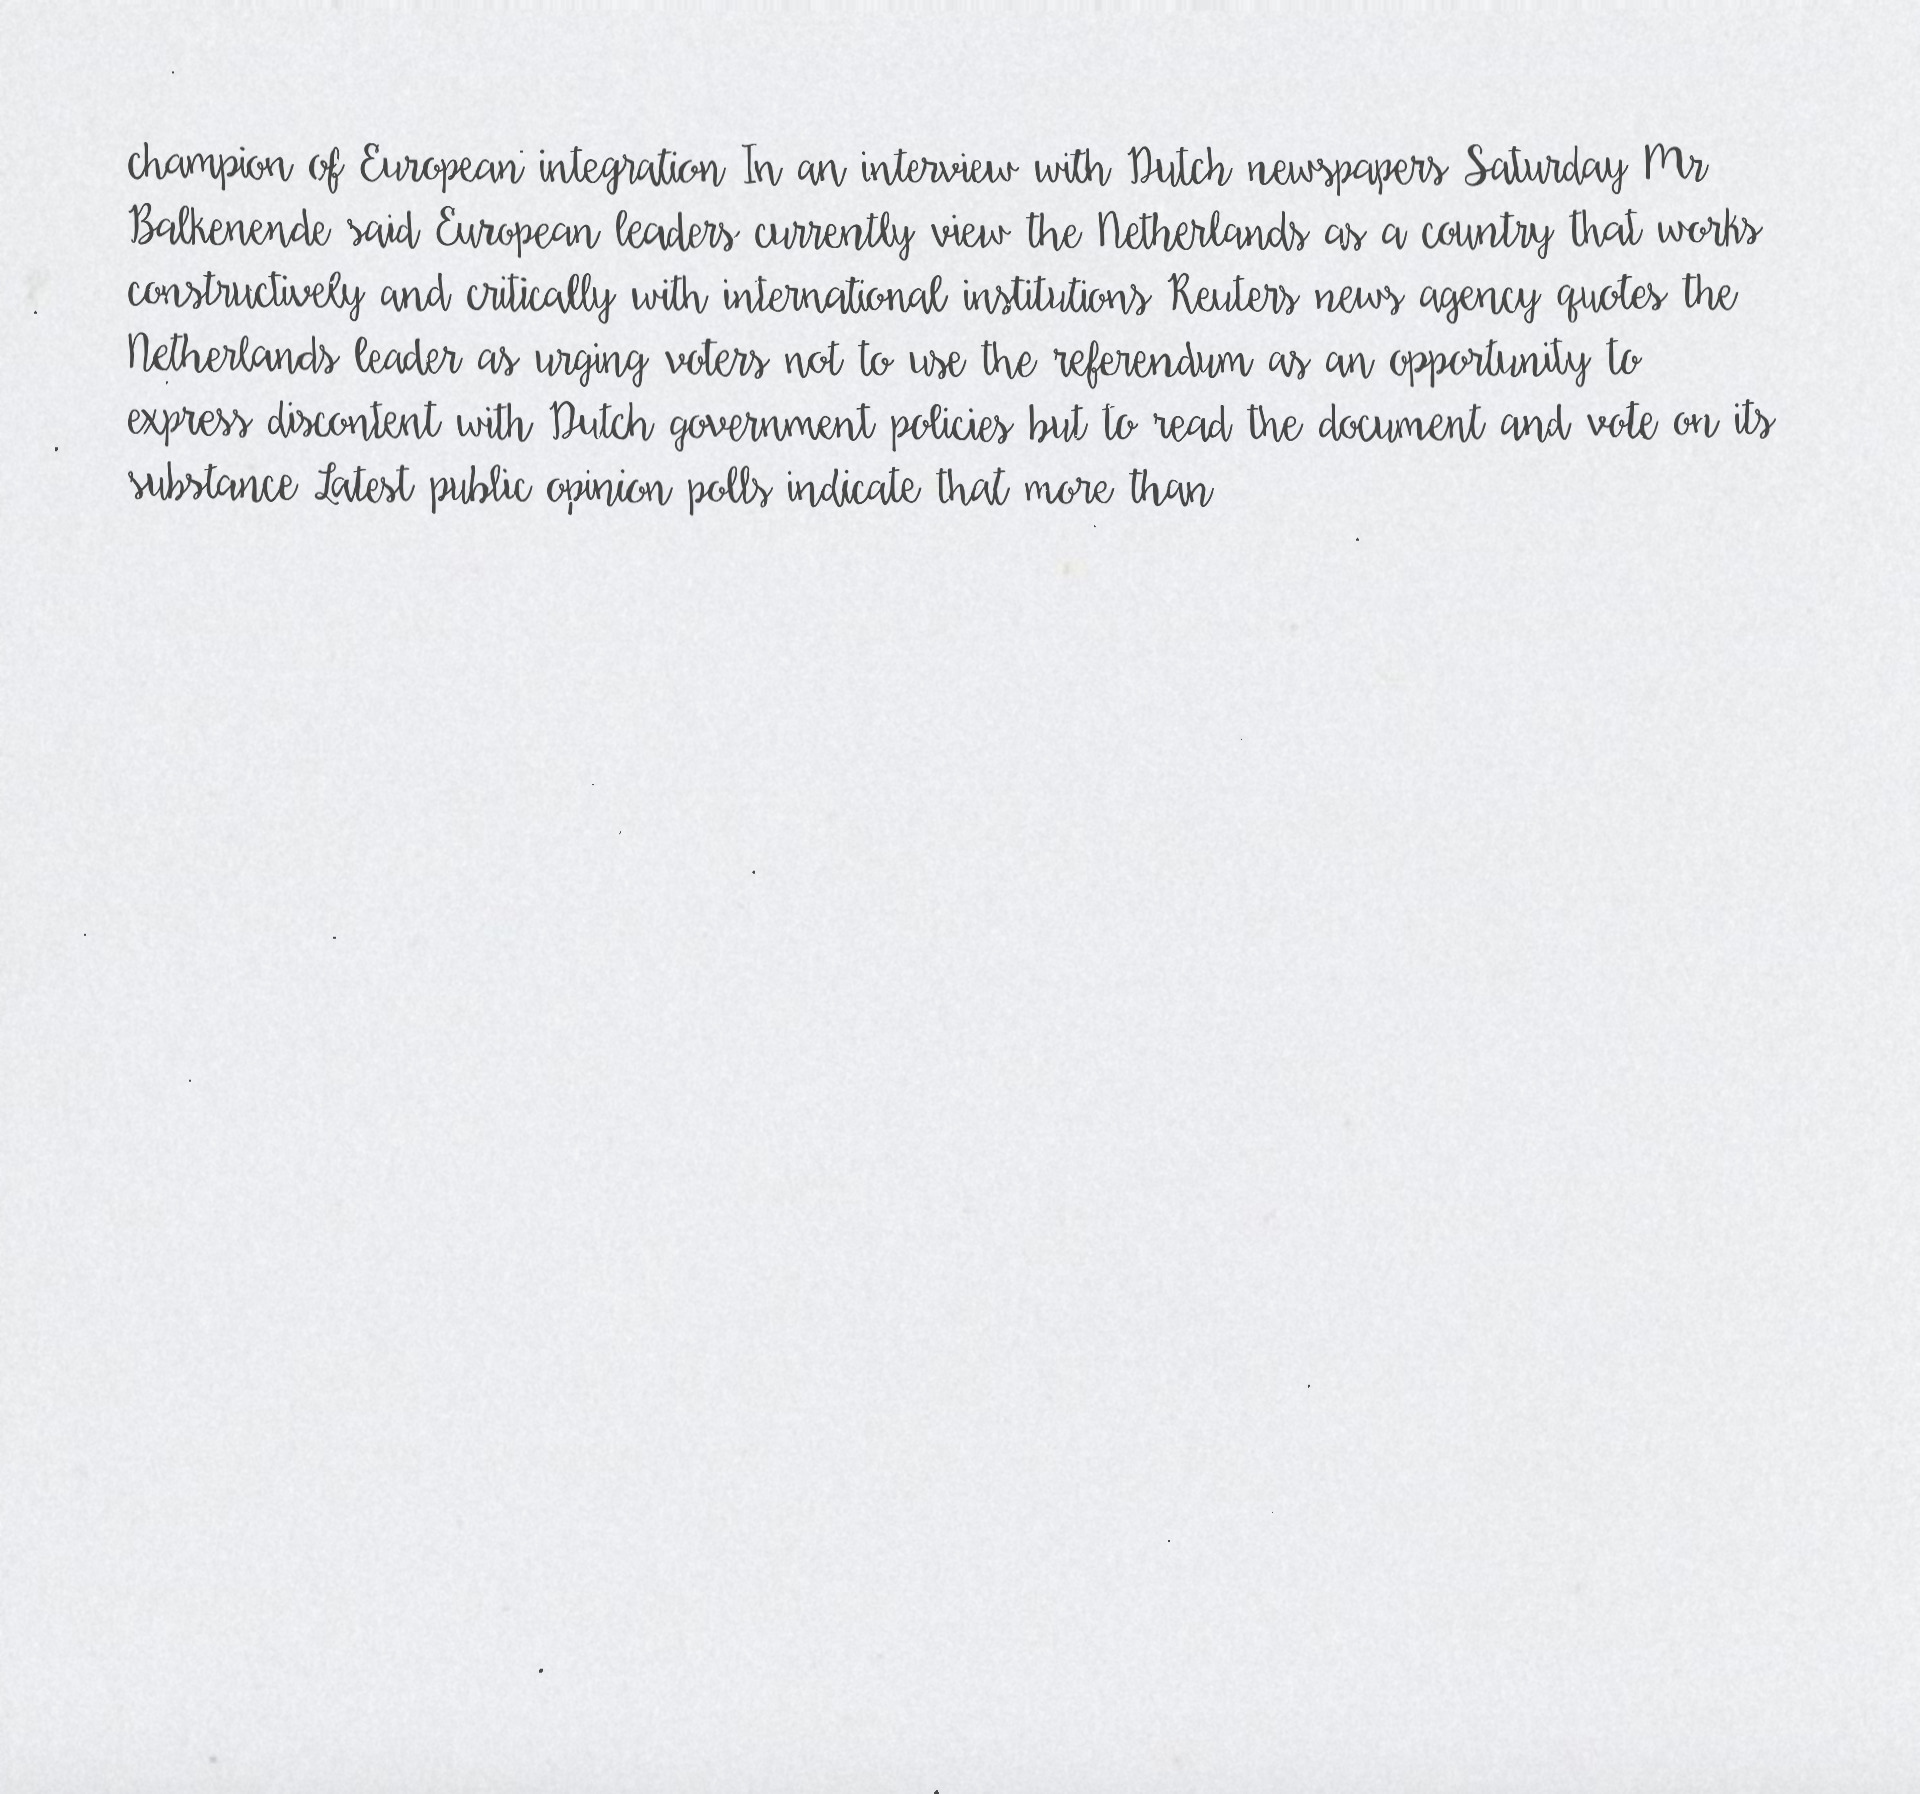 champion of European integration In an interview with Dutch newspapers Saturday Mr
Balkenende said European leaders currently view the Netherlands as a country that works
constructively and critically with international institutions Reuters news agency quotes the
Netherlands leader as urging voters not to use the referendum as an opportunity to
express discontent with Dutch government policies but to read the document and vote on its
substance Latest public opinion polls indicate that more than